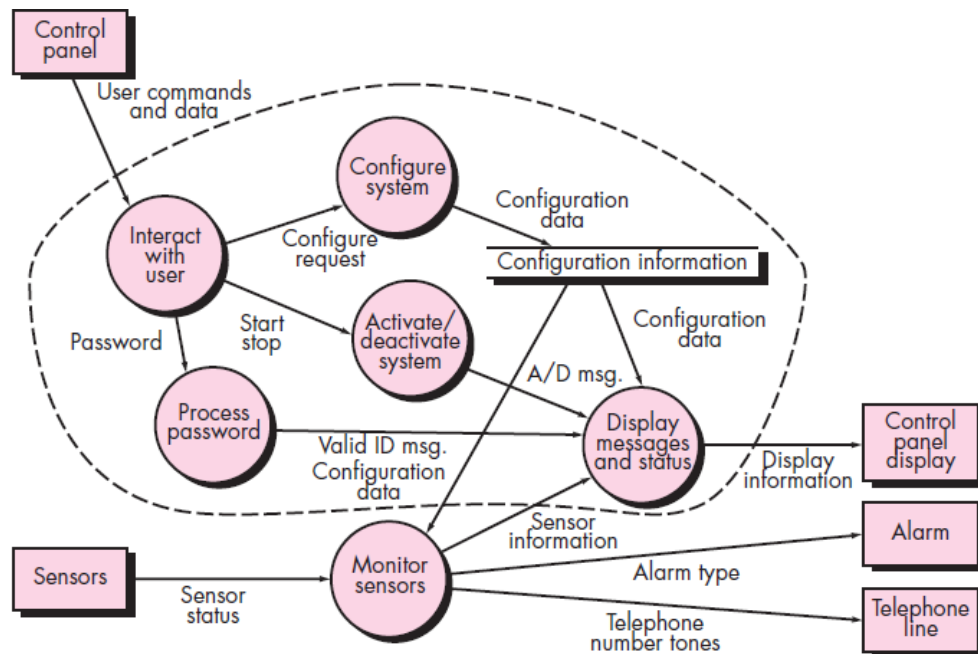 Control
panel
User commands
and data
Configure
system
Configuration
data
Interact
with
user
Configure
request
Configuration information
Password
Start
stop
Activate/
deactivate
system
Configuration
data
A/D msg.
Process
password
Valid ID msg.
Configuration
data
Display
messages
and status
Display
information
Control
panel
display
Sensors
Sensor
status
Monitor
sensors
Sensor
information
Alarm type
Alarm
Telephone
number tones
Telephone
line